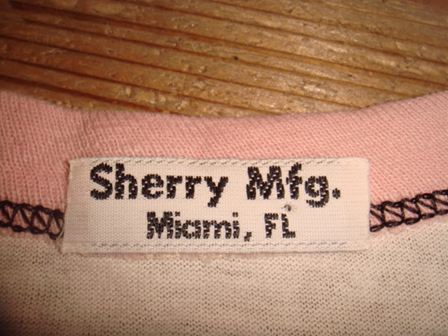 Sherry Mfg.
Miami, FL